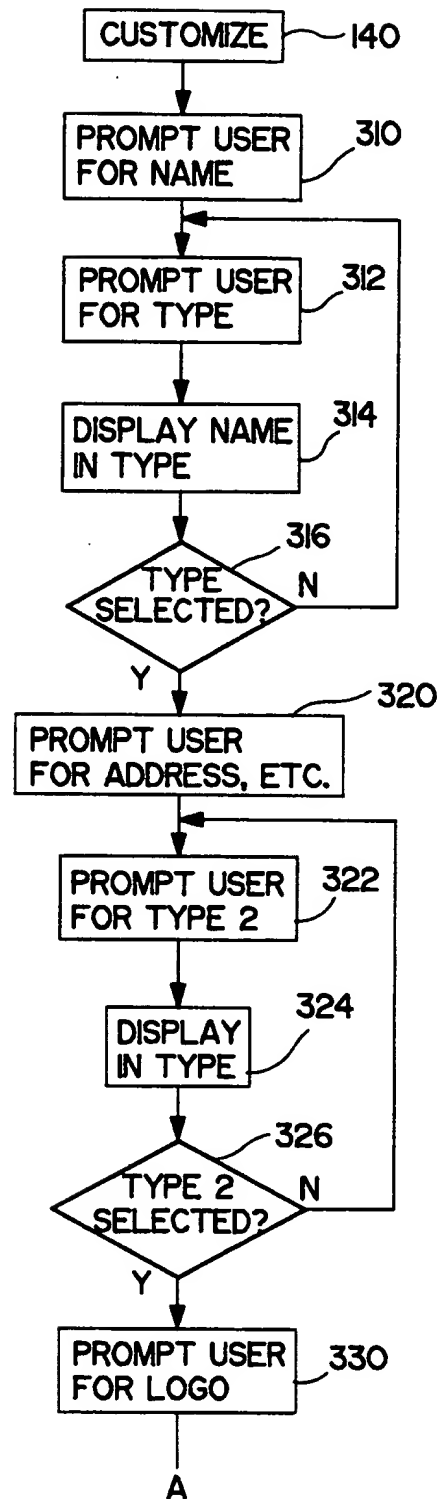 CUSTOMIZE 140
PROMPT USER
FOR NAME
310
PROMPT USER
FOR TYPE
312
DISPLAY NAME
IN TYPE
314
316
TYPE
SELECTED?
N
Y
320
PROMPT USER
FOR ADDRESS, ETC.
PROMPT USER
FOR TYPE 2
322
DISPLAY
IN TYPE
324
326
TYPE 2
SELECTED?
N
Y
PROMPT USER
FOR LOGO
330
A